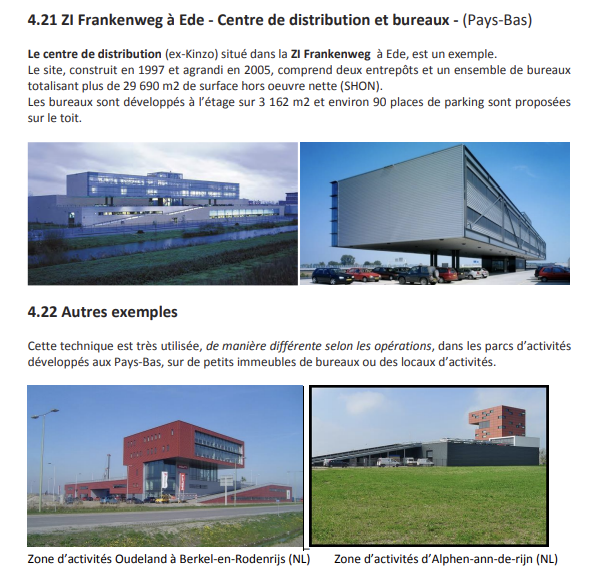 4.21 ZI Frankenweg à Ede - Centre de distribution et bureaux - (Pays-Bas)
Le centre de distribution (ex-Kinzo) situé dans la ZI Frankenweg à Ede, est un exemple.
Le site, construit en 1997 et agrandi en 2005, comprend deux entrepôts et un ensemble de bureaux
totalisant plus de 29 690 m2 de surface hors oeuvre nette (SHON).
Les bureaux sont développés à l'étage sur 3 162 m2 et environ 90 places de parking sont proposées
sur le toit.
4.22 Autres exemples
Cette technique est très utilisée, de manière différente selon les opérations, dans les parcs d'activités
développés aux Pays-Bas, sur de petits immeubles de bureaux ou des locaux d'activités.
Zone d'activités Oudeland à Berkel-en-Rodenrijs (NL) Zone d'activités d'Alphen-ann-de-rijn (NL)